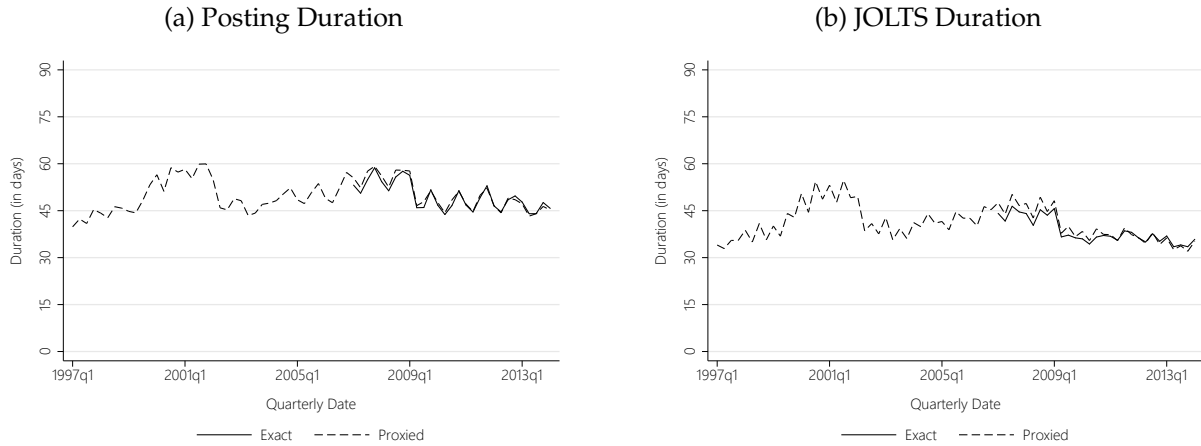 (a) Posting Duration
Duration (in days)
90
75
60
45
30
15
0
1997q1 2001q1 2005q1 2009q1 2013q1
Quarterly Date
Exact Proxied
(b) JOLTS Duration
Duration (in days)
90
75
60
45
30
15
0
1997q1 2001q1 2005q1 2009q1 2013q1
Quarterly Date
Exact Proxied